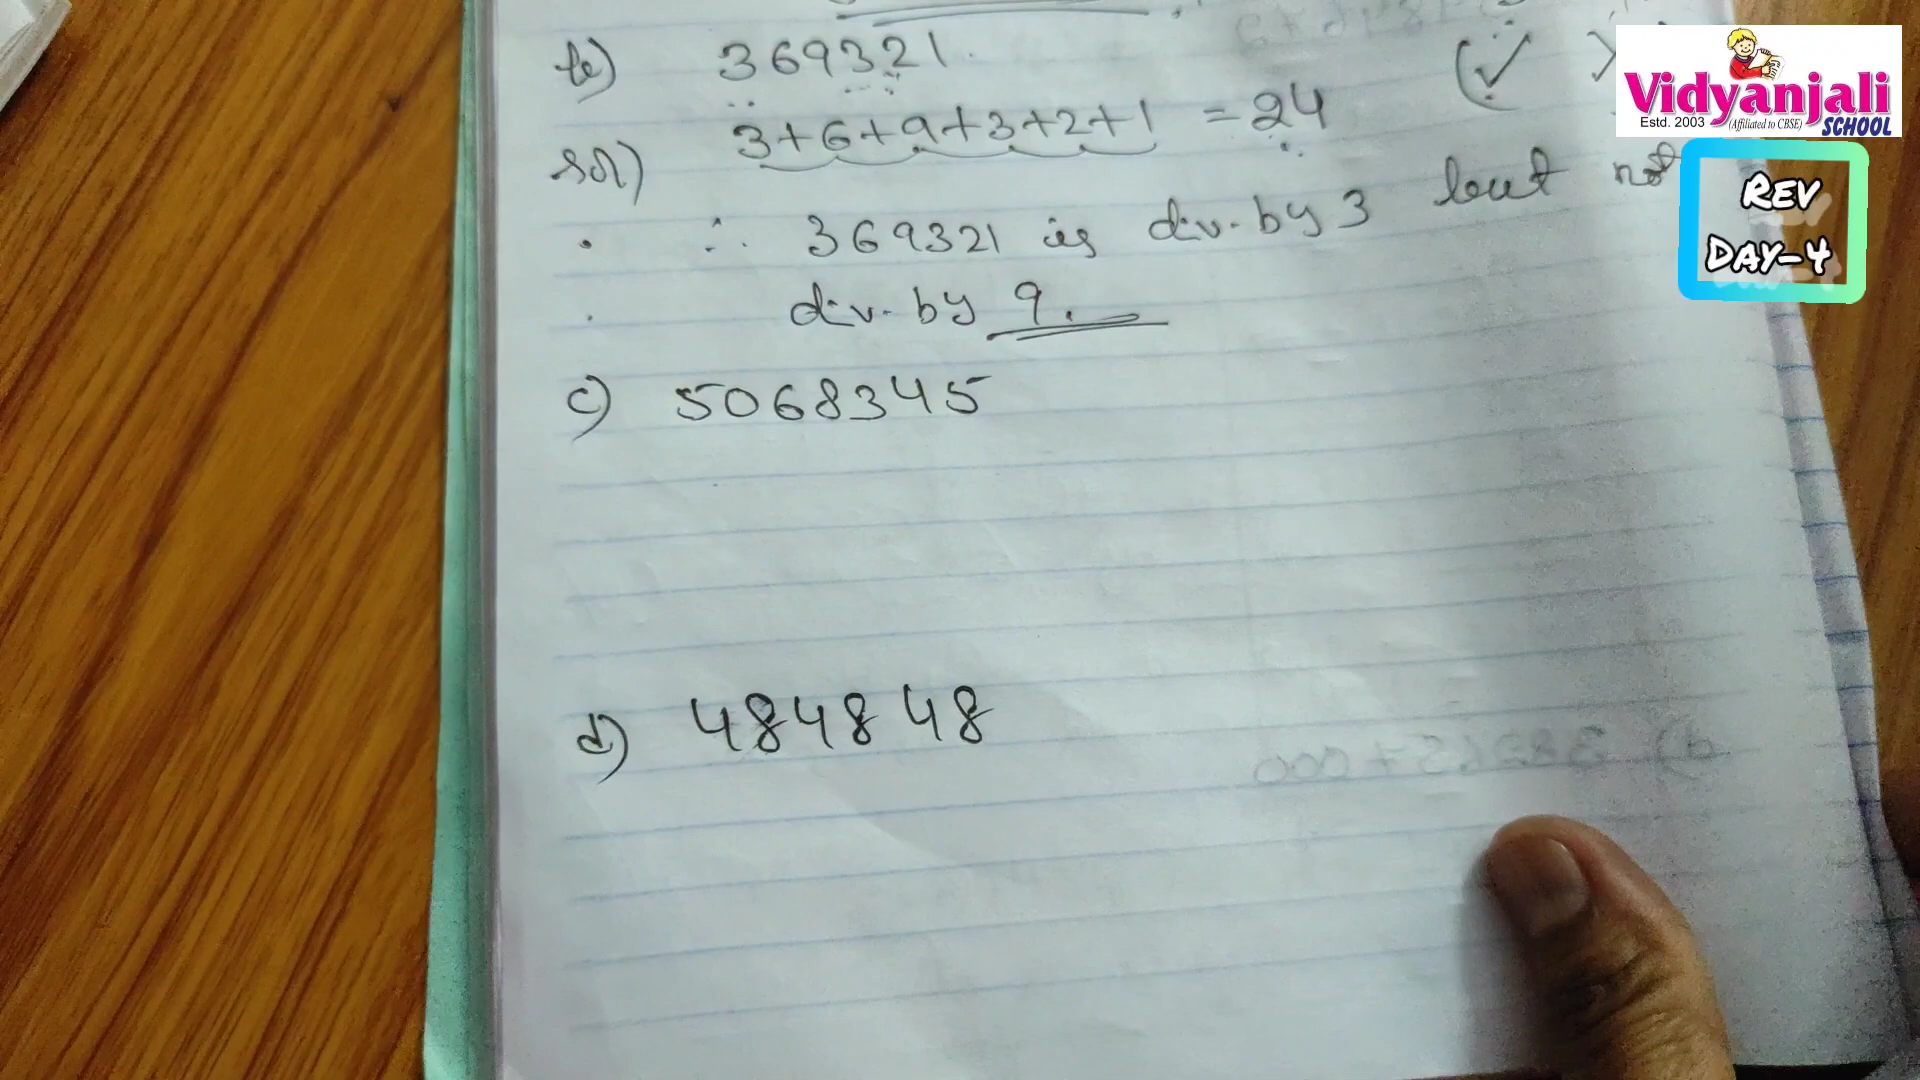 b) 369321.
3+6+9+3+2+1 = 24
sol)
∴ 369321 is div. by 3 but not
div. by 9.
c) 5068345
d) 484848
Vidyanjali
Estd. 2003 (Affiliated to CBSE) SCHOOL
REV
DAY-4